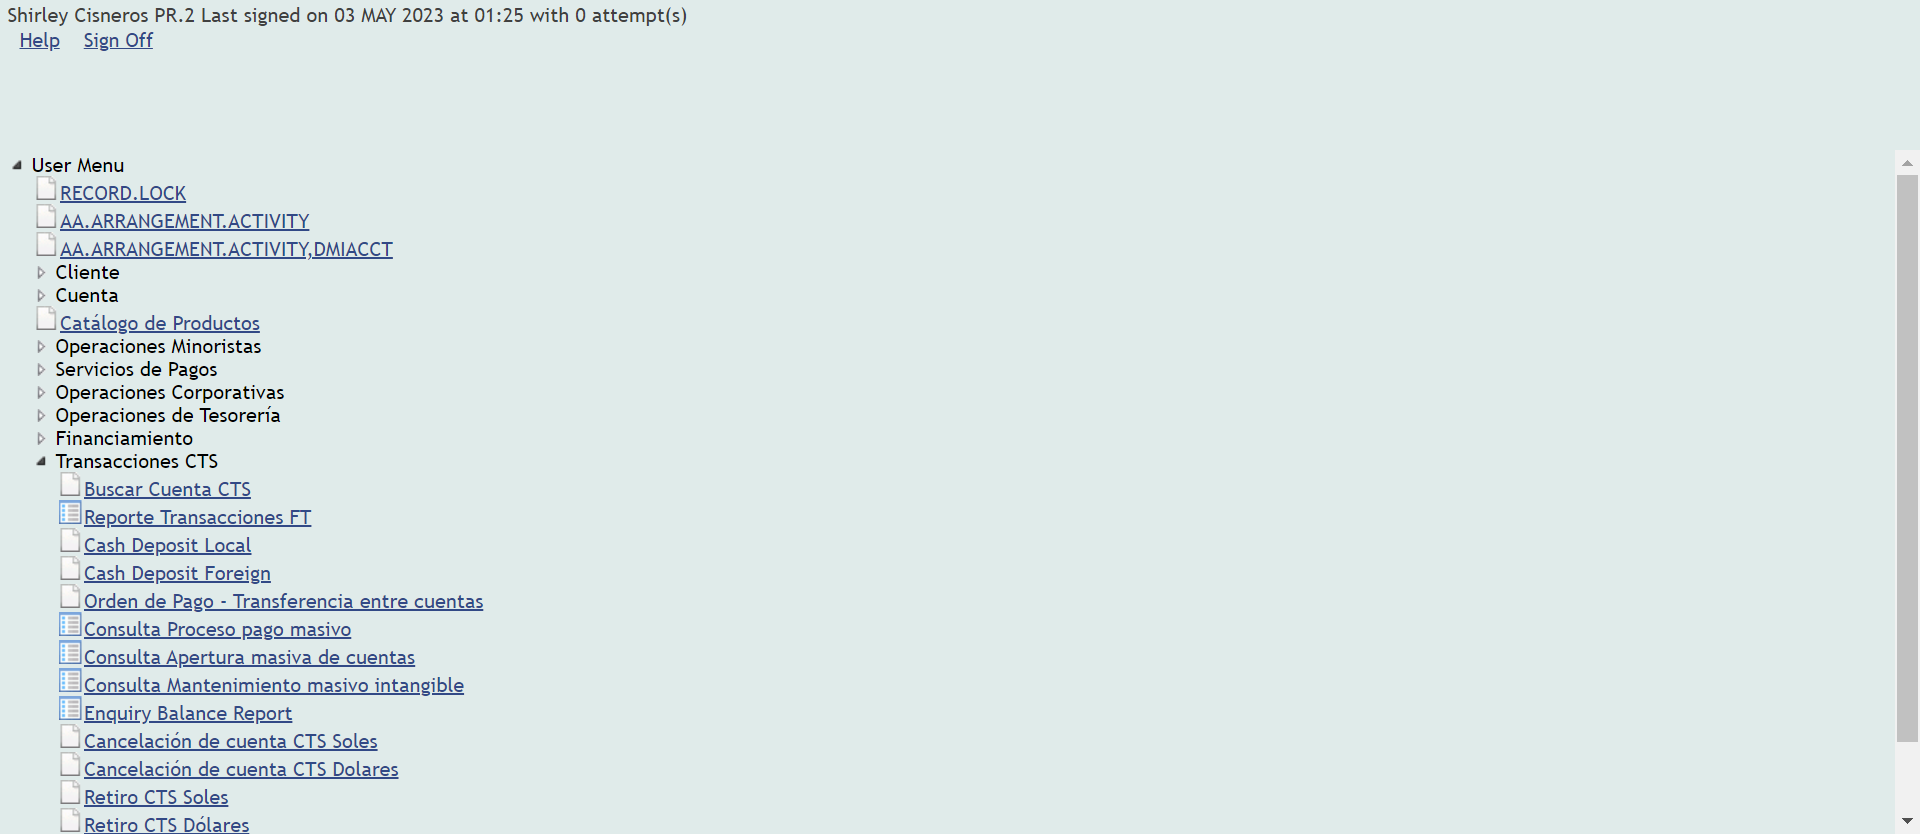 Shirley Cisneros PR.2 Last signed on 03 MAY 2023 at 01:25 with 0 attempt(s)
Help Sign Off
User Menu
RECORD.LOCK
AA.ARRANGEMENT.ACTIVITY
AA.ARRANGEMENT.ACTIVITY,DMIACCT
Cliente
Cuenta
Catálogo de Productos
Operaciones Minoristas
Servicios de Pagos
Operaciones Corporativas
Operaciones de Tesorería
Financiamiento
Transacciones CTS
Buscar Cuenta CTS
Reporte Transacciones FT
Cash Deposit Local
Cash Deposit Foreign
Orden de Pago - Transferencia entre cuentas
Consulta Proceso pago masivo
Consulta Apertura masiva de cuentas
Consulta Mantenimiento masivo intangible
Enquiry Balance Report
Cancelación de cuenta CTS Soles
Cancelación de cuenta CTS Dolares
Retiro CTS Soles
Retiro CTS Dólares